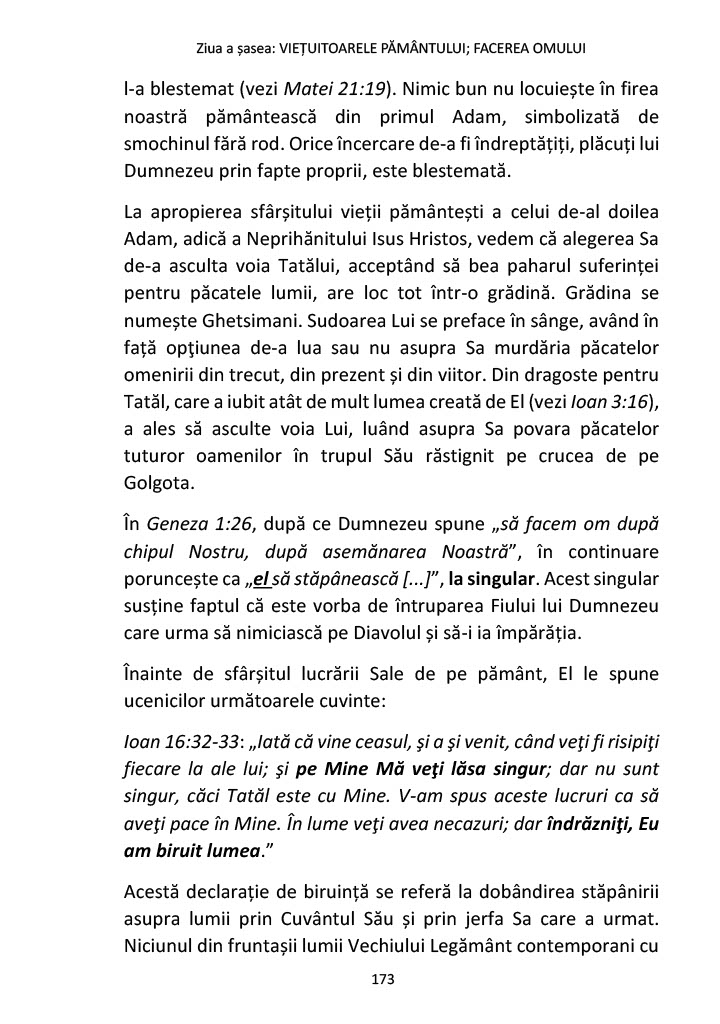 Ziua a șasea: VIEȚUITOARELE PĂMÂNTULUI; FACEREA OMULUI
l-a blestemat (vezi Matei 21:19). Nimic bun nu locuiește în firea
noastră pământească din primul Adam, simbolizată de
smochinul fără rod. Orice încercare de-a fi îndreptățiți, plăcuți lui
Dumnezeu prin fapte proprii, este blestemată.
La apropierea sfârșitului vieții pământești a celui de-al doilea
Adam, adică a Neprihănitului Isus Hristos, vedem că alegerea Sa
de-a asculta voia Tatălui, acceptând să bea paharul suferinței
pentru păcatele lumii, are loc tot într-o grădină. Grădina se
numește Ghetsimani. Sudoarea Lui se preface în sânge, având în
față opţiunea de-a lua sau nu asupra Sa murdăria păcatelor
omenirii din trecut, din prezent și din viitor. Din dragoste pentru
Tatăl, care a iubit atât de mult lumea creată de El (vezi Ioan 3:16),
a ales să asculte voia Lui, luând asupra Sa povara păcatelor
tuturor oamenilor în trupul Său răstignit pe crucea de pe
Golgota.
În Geneza 1:26, după ce Dumnezeu spune „să facem om după
chipul Nostru, după asemănarea Noastră”, în continuare
poruncește ca „el să stăpânească [...]”, la singular. Acest singular
susține faptul că este vorba de întruparea Fiului lui Dumnezeu
care urma să nimiciască pe Diavolul și să-i ia împărăția.
Înainte de sfârșitul lucrării Sale de pe pământ, El le spune
ucenicilor următoarele cuvinte:
Ioan 16:32-33: „Iată că vine ceasul, şi a şi venit, când veţi fi risipiţi
fiecare la ale lui; şi pe Mine Mă veţi lăsa singur; dar nu sunt
singur, căci Tatăl este cu Mine. V-am spus aceste lucruri ca să
aveţi pace în Mine. În lume veţi avea necazuri; dar îndrăzniţi, Eu
am biruit lumea.”
Acestă declarație de biruință se referă la dobândirea stăpânirii
asupra lumii prin Cuvântul Său și prin jerfa Sa care a urmat.
Niciunul din fruntașii lumii Vechiului Legământ contemporani cu
173